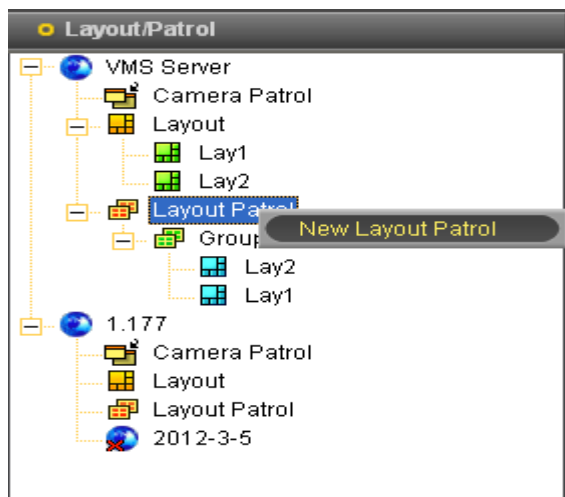 Layout/Patrol
VMS Server
Camera Patrol
Layout
Lay1
Lay2
Layout Patrol
New Layout Patrol
Group
Lay2
Lay1
1.177
Camera Patrol
Layout
Layout Patrol
2012-3-5